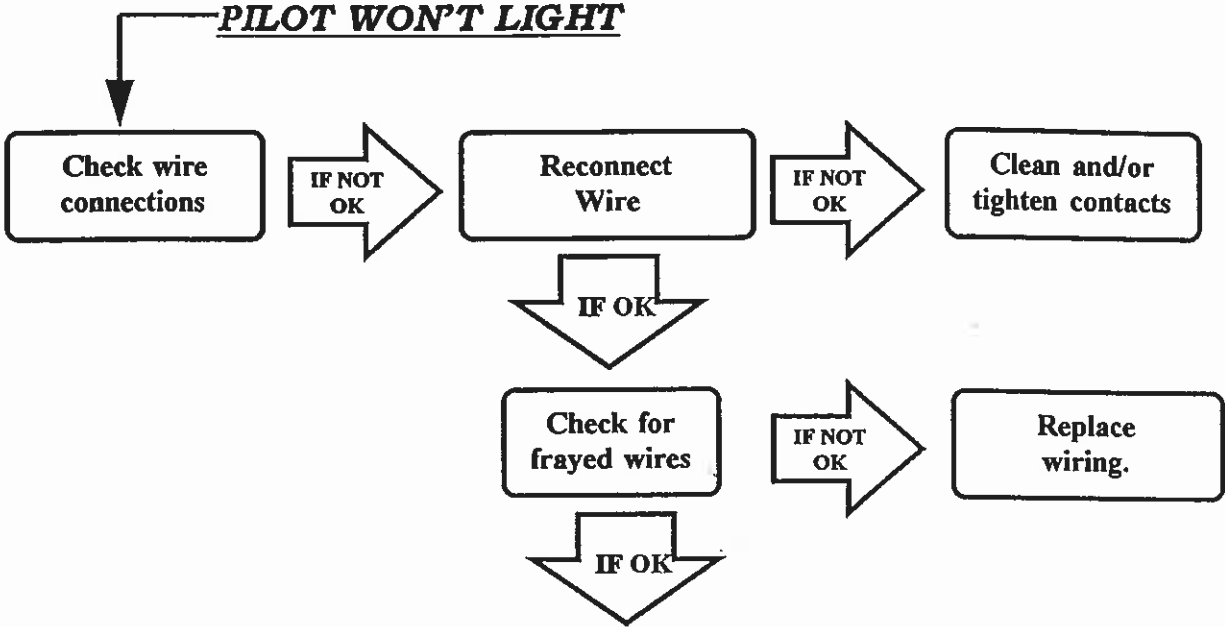 PILOT WON'T LIGHT
Check wire
connections
IF NOT
OK
Reconnect
Wire
IF NOT
OK
Clean and/or
tighten contacts
IF OK
Check for
frayed wires
IF NOT
OK
Replace
wiring.
IF OK